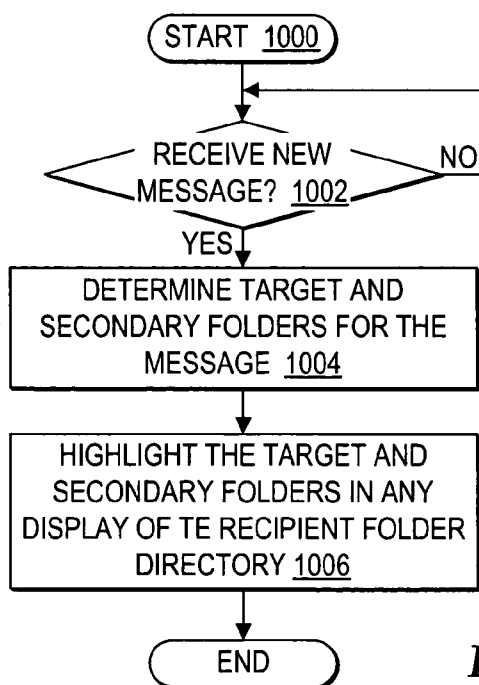 START 1000
RECEIVE NEW
MESSAGE? 1002
NO
YES
DETERMINE TARGET AND
SECONDARY FOLDERS FOR THE
MESSAGE 1004
HIGHLIGHT THE TARGET AND
SECONDARY FOLDERS IN ANY
DISPLAY OF TE RECIPIENT FOLDER
DIRECTORY 1006
END